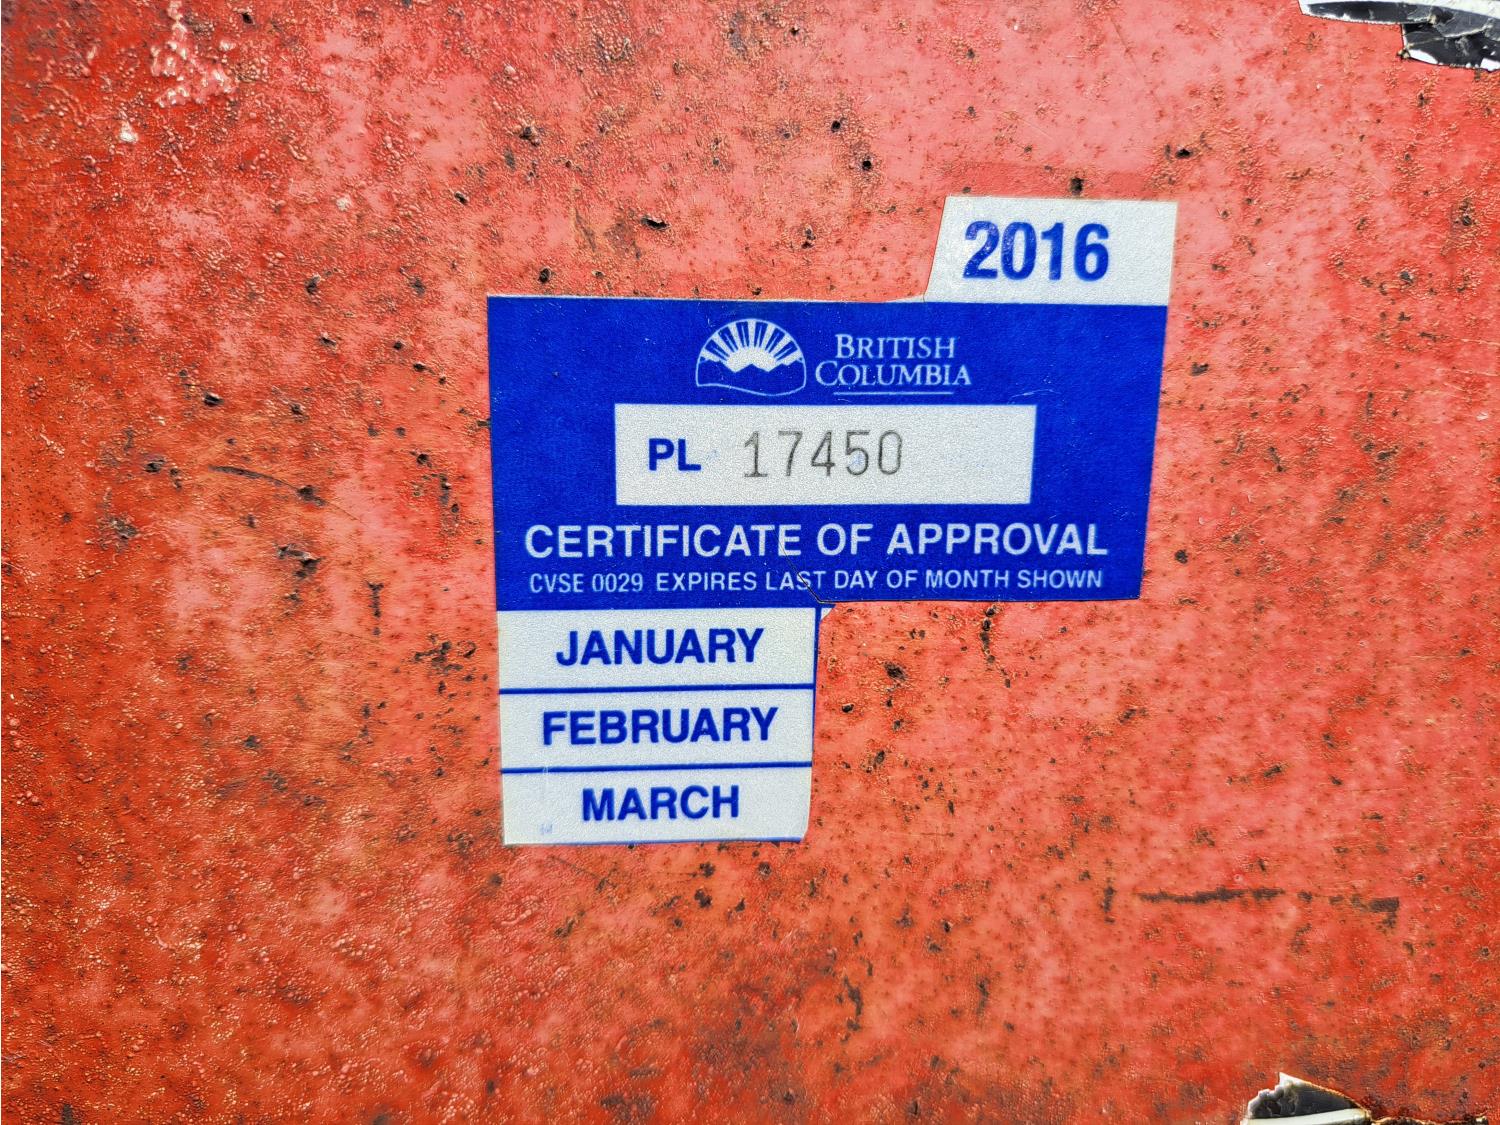 2016
BRITISH
COLUMBIA
PL 17450
CERTIFICATE OF APPROVAL
CVSE 0029 EXPIRES LAST DAY OF MONTH SHOWN
JANUARY
FEBRUARY
MARCH